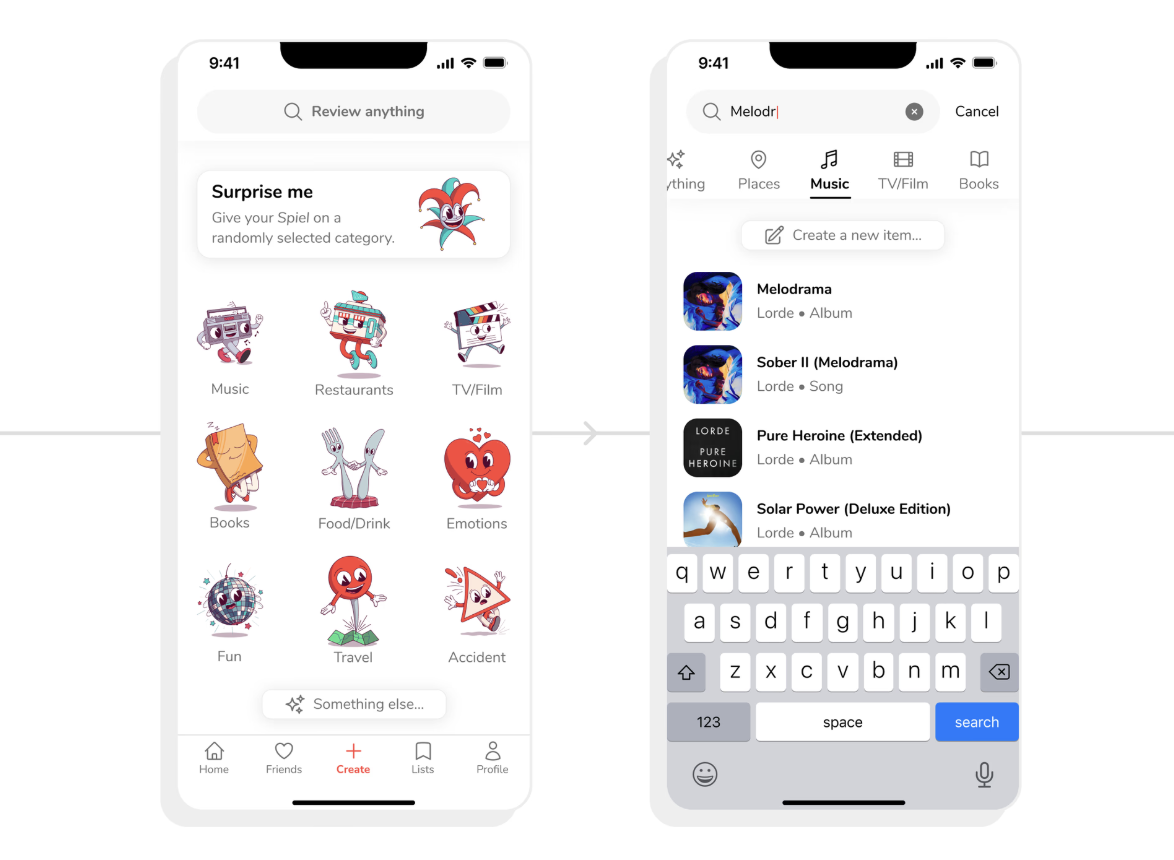 9:41
Review anything
Surprise me
Give your Spiel on a
randomly selected category.
Music
Restaurants
TV/Film
Books
Food/Drink
Emotions
Fun
Travel
Accident
Something else...
Home
Friends
Create
Lists
Profile
9:41
Melodr
Cancel
ything
Places
Music
TV/Film
Books
Create a new item...
Melodrama
Lorde • Album
Sober II (Melodrama)
Lorde • Song
LORDE
PURE
HEROINE
Pure Heroine (Extended)
Lorde • Album
Solar Power (Deluxe Edition)
Lorde • Album
q w e r t y u i o p
a s d f g h j k l
z x c v b n m
123 space search